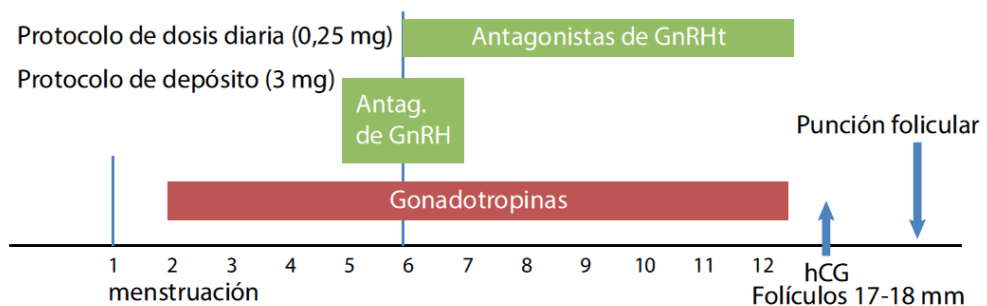 Protocolo de dosis diaria (0,25 mg)
Antagonistas de GnRHt
Protocolo de depósito (3 mg)
Antag.
de GnRH
Punción folicular
Gonadotropinas
1 2 3 4 5 6 7 8 9 10 11 12
menstruación
hCG
Folículos 17-18 mm